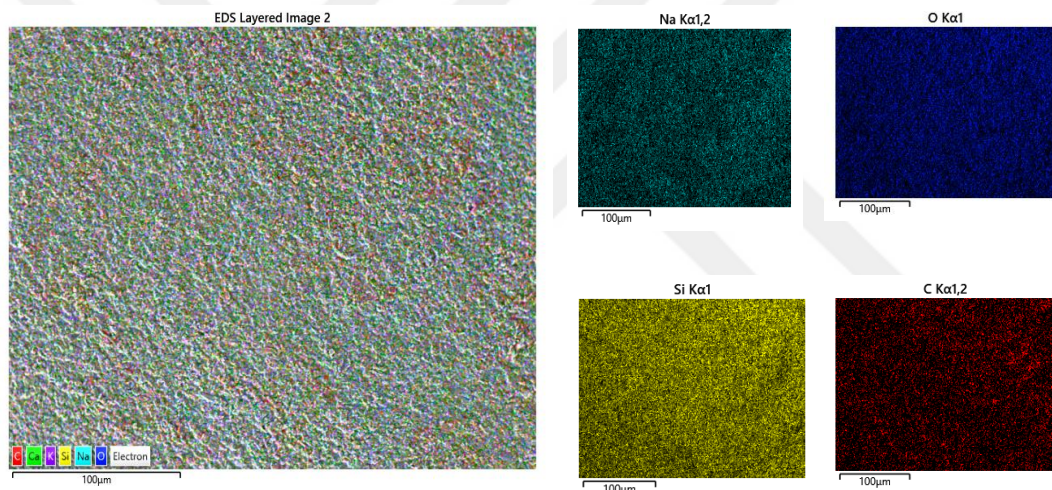 EDS Layered Image 2
C Ca K Si Na O Electron
100µm
Na Kα1,2
100µm
O Kα1
100µm
Si Kα1
100µm
C Kα1,2
100µm